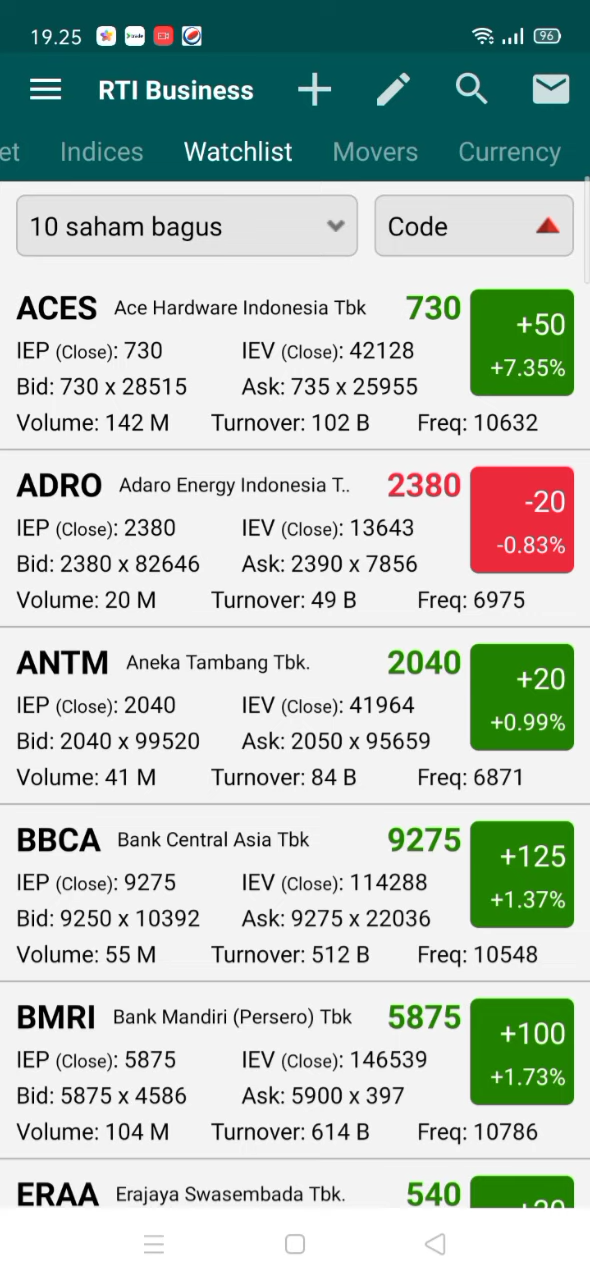 19.25
96
RTI Business
et Indices Watchlist Movers Currency
10 saham bagus Code
ACES Ace Hardware Indonesia Tbk 730 +50
IEP (Close): 730 IEV (Close): 42128 +7.35%
Bid: 730 x 28515 Ask: 735 x 25955
Volume: 142 M Turnover: 102 B Freq: 10632
ADRO Adaro Energy Indonesia T.. 2380 -20
IEP (Close): 2380 IEV (Close): 13643 -0.83%
Bid: 2380 x 82646 Ask: 2390 x 7856
Volume: 20 M Turnover: 49 B Freq: 6975
ANTM Aneka Tambang Tbk. 2040 +20
IEP (Close): 2040 IEV (Close): 41964 +0.99%
Bid: 2040 x 99520 Ask: 2050 x 95659
Volume: 41 M Turnover: 84 B Freq: 6871
BBCA Bank Central Asia Tbk 9275 +125
IEP (Close): 9275 IEV (Close): 114288 +1.37%
Bid: 9250 x 10392 Ask: 9275 x 22036
Volume: 55 M Turnover: 512 B Freq: 10548
BMRI Bank Mandiri (Persero) Tbk 5875 +100
IEP (Close): 5875 IEV (Close): 146539 +1.73%
Bid: 5875 x 4586 Ask: 5900 x 397
Volume: 104 M Turnover: 614 B Freq: 10786
ERAA Erajaya Swasembada Tbk. 540